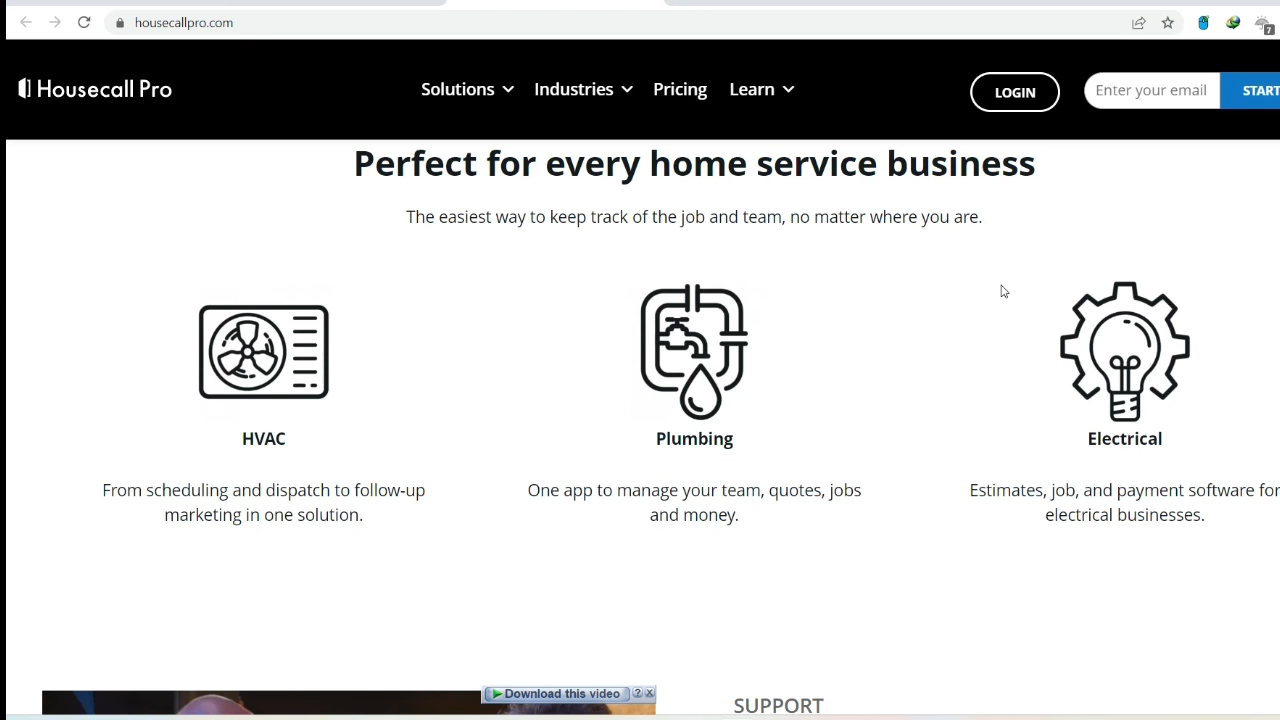 housecallpro.com
7
Housecall Pro
Solutions
Industries
Pricing
Learn
LOGIN
Enter your email
START
Perfect for every home service business
The easiest way to keep track of the job and team, no matter where you are.
HVAC
From scheduling and dispatch to follow-up
marketing in one solution.
Plumbing
One app to manage your team, quotes, jobs
and money.
Electrical
Estimates, job, and payment software for
electrical businesses.
Download this video ? X
SUPPORT